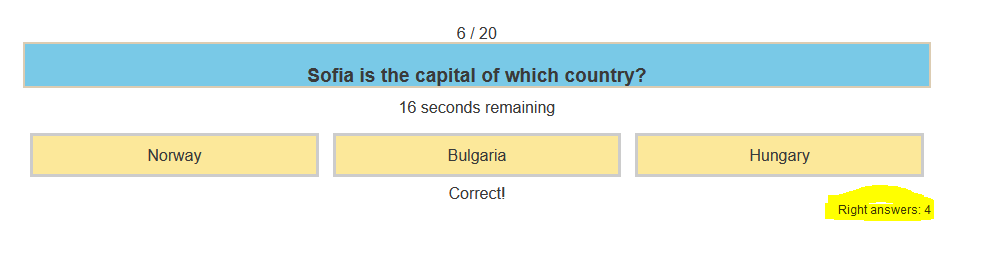 6 / 20
Sofia is the capital of which country?
16 seconds remaining
Norway
Bulgaria
Hungary
Correct!
Right answers: 4